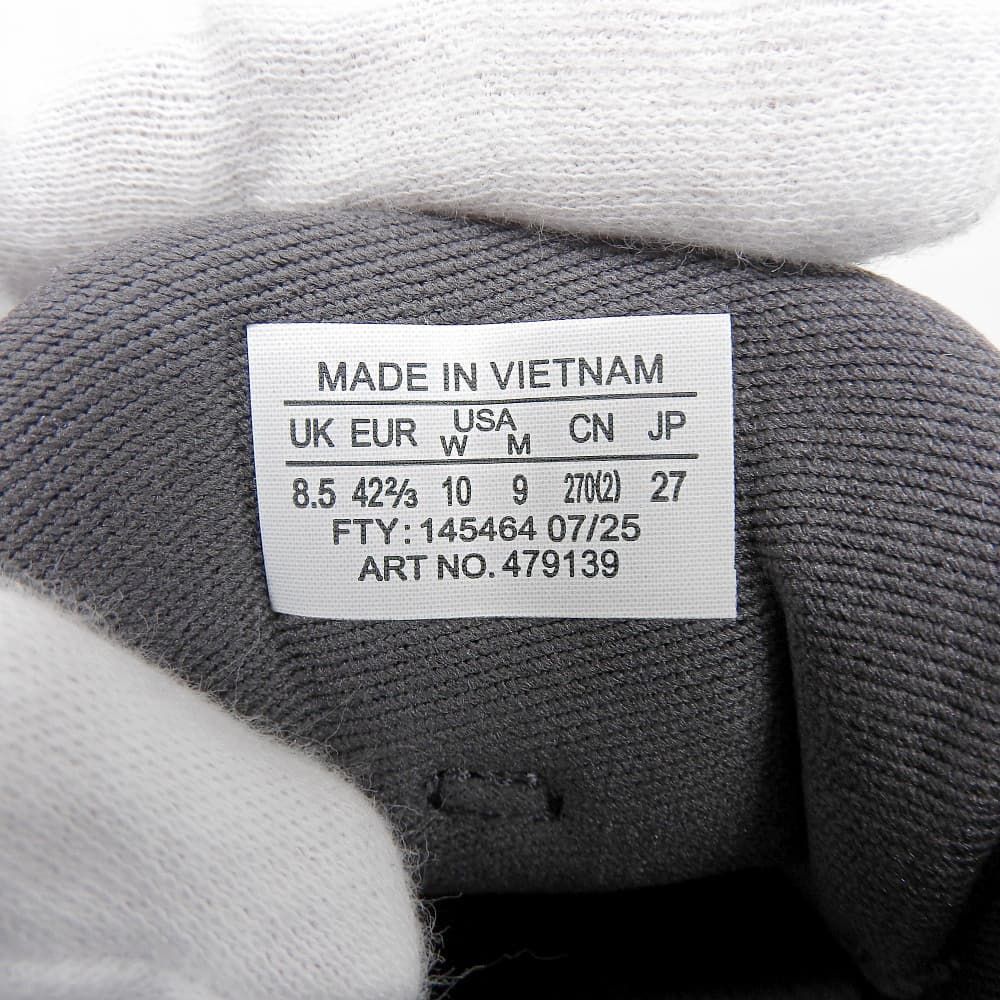 MADE IN VIETNAM
UK EUR USA CN JP
W M
8.5 42⅔ 10 9 270(2) 27
FTY: 145464 07/25
ART NO. 479139